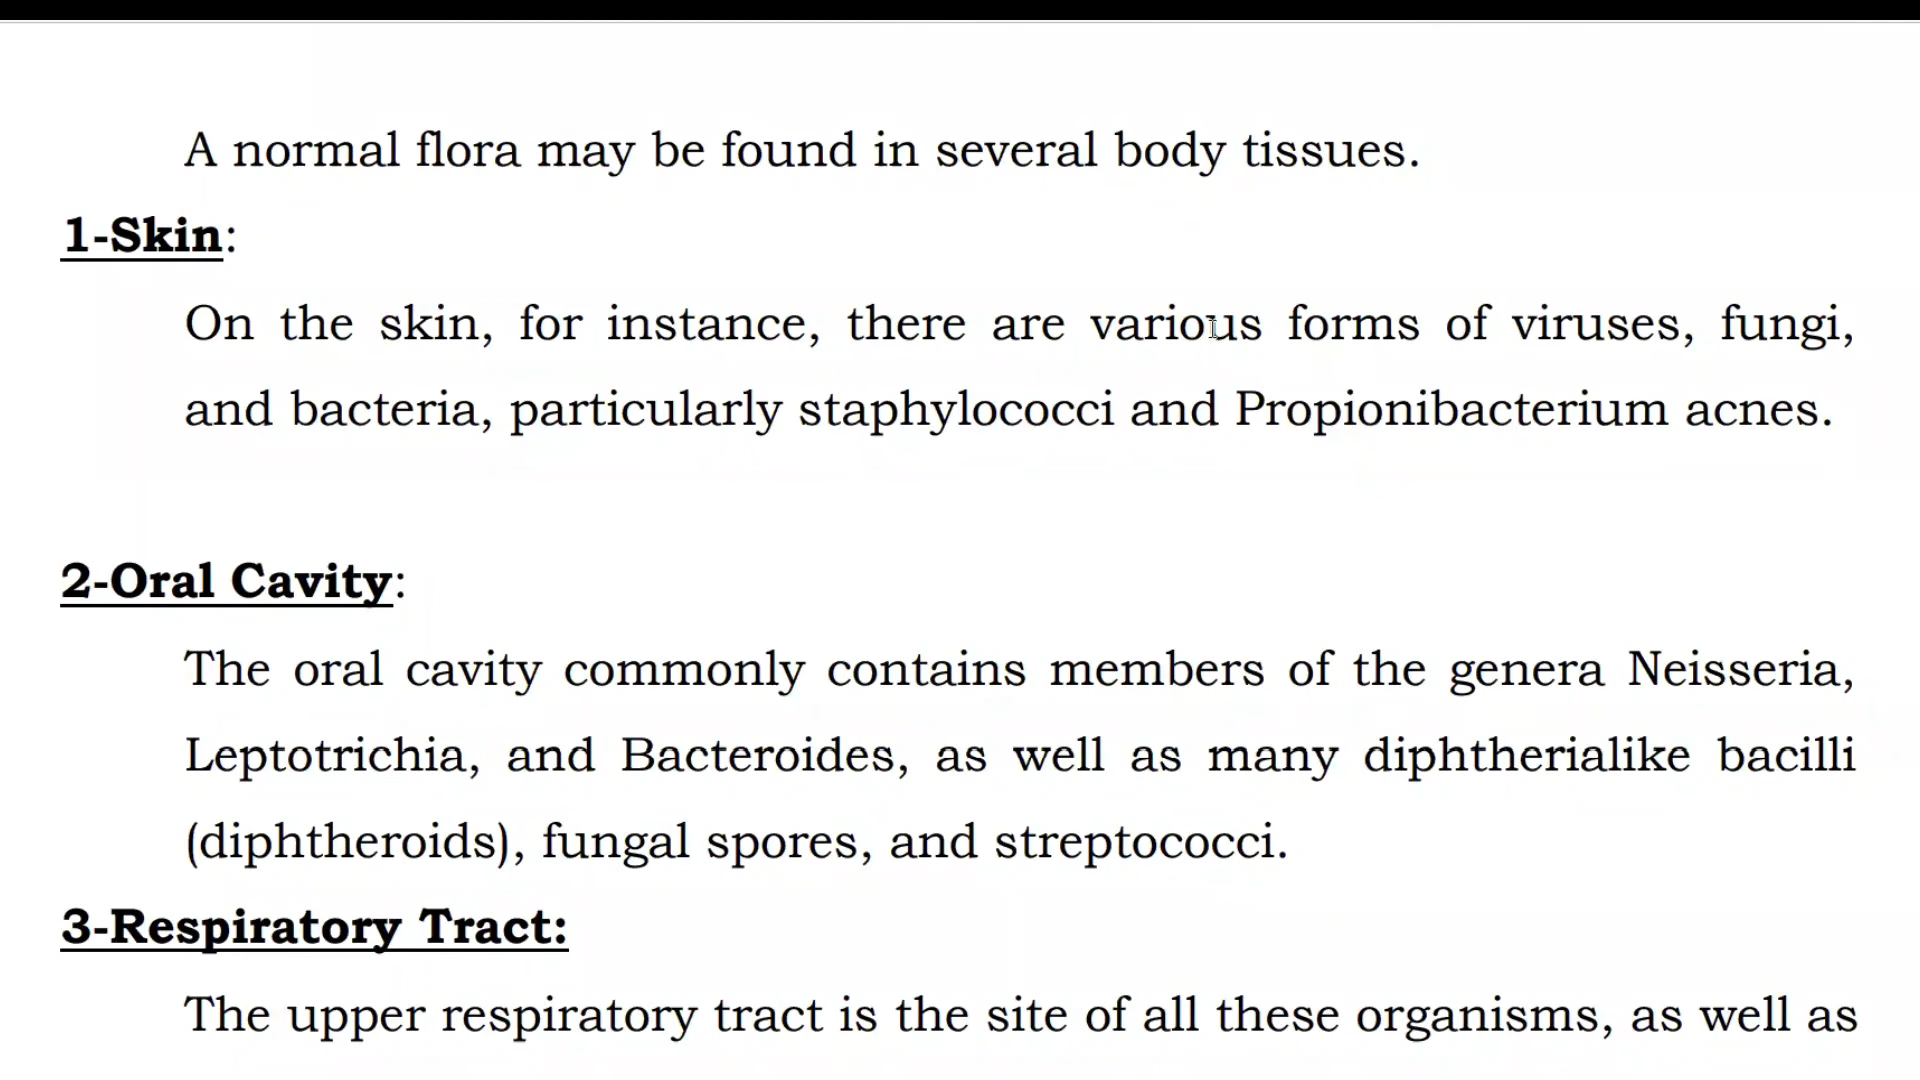 A normal flora may be found in several body tissues.
1-Skin:
On the skin, for instance, there are various forms of viruses, fungi,
and bacteria, particularly staphylococci and Propionibacterium acnes.
2-Oral Cavity:
The oral cavity commonly contains members of the genera Neisseria,
Leptotrichia, and Bacteroides, as well as many diphtherialike bacilli
(diphtheroids), fungal spores, and streptococci.
3-Respiratory Tract:
The upper respiratory tract is the site of all these organisms, as well as